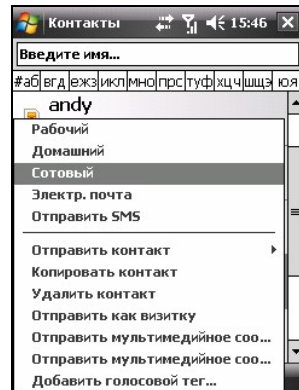 Контакты 15:46
Введите имя...
#аб вгд ежз икл мно прс туф хцч шщэ юя
andy
Рабочий
Домашний
Сотовый
Электр. почта
Отправить SMS
Отправить контакт
Копировать контакт
Удалить контакт
Отправить как визитку
Отправить мультимедийное соо...
Отправить мультимедийное соо...
Добавить голосовой тег...